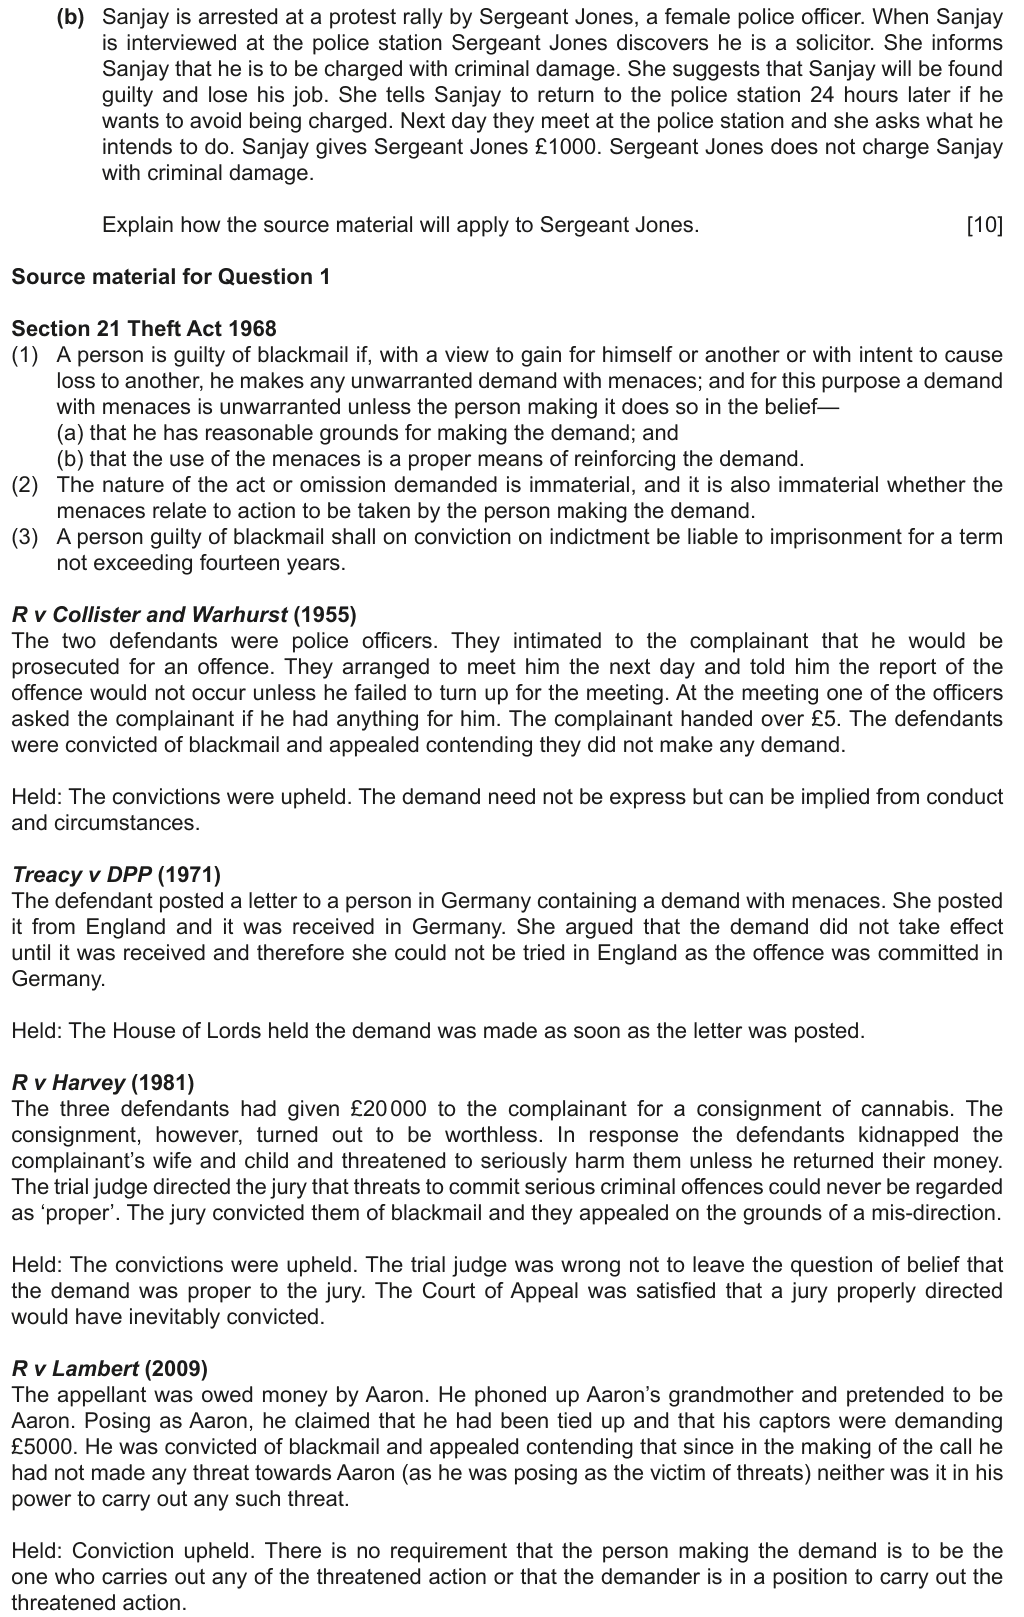 (b) Sanjay is arrested at a protest rally by Sergeant Jones, a female police officer. When Sanjay
is interviewed at the police station Sergeant Jones discovers he is a solicitor. She informs
Sanjay that he is to be charged with criminal damage. She suggests that Sanjay will be found
guilty and lose his job. She tells Sanjay to return to the police station 24 hours later if he
wants to avoid being charged. Next day they meet at the police station and she asks what he
intends to do. Sanjay gives Sergeant Jones £1000. Sergeant Jones does not charge Sanjay
with criminal damage.
Explain how the source material will apply to Sergeant Jones. [10]
Source material for Question 1
Section 21 Theft Act 1968
(1) A person is guilty of blackmail if, with a view to gain for himself or another or with intent to cause
loss to another, he makes any unwarranted demand with menaces; and for this purpose a demand
with menaces is unwarranted unless the person making it does so in the belief—
(a) that he has reasonable grounds for making the demand; and
(b) that the use of the menaces is a proper means of reinforcing the demand.
(2) The nature of the act or omission demanded is immaterial, and it is also immaterial whether the
menaces relate to action to be taken by the person making the demand.
(3) A person guilty of blackmail shall on conviction on indictment be liable to imprisonment for a term
not exceeding fourteen years.
R v Collister and Warhurst (1955)
The two defendants were police officers. They intimated to the complainant that he would be
prosecuted for an offence. They arranged to meet him the next day and told him the report of the
offence would not occur unless he failed to turn up for the meeting. At the meeting one of the officers
asked the complainant if he had anything for him. The complainant handed over £5. The defendants
were convicted of blackmail and appealed contending they did not make any demand.
Held: The convictions were upheld. The demand need not be express but can be implied from conduct
and circumstances.
Treacy v DPP (1971)
The defendant posted a letter to a person in Germany containing a demand with menaces. She posted
it from England and it was received in Germany. She argued that the demand did not take effect
until it was received and therefore she could not be tried in England as the offence was committed in
Germany.
Held: The House of Lords held the demand was made as soon as the letter was posted.
R v Harvey (1981)
The three defendants had given £20 000 to the complainant for a consignment of cannabis. The
consignment, however, turned out to be worthless. In response the defendants kidnapped the
complainant’s wife and child and threatened to seriously harm them unless he returned their money.
The trial judge directed the jury that threats to commit serious criminal offences could never be regarded
as ‘proper’. The jury convicted them of blackmail and they appealed on the grounds of a mis-direction.
Held: The convictions were upheld. The trial judge was wrong not to leave the question of belief that
the demand was proper to the jury. The Court of Appeal was satisfied that a jury properly directed
would have inevitably convicted.
R v Lambert (2009)
The appellant was owed money by Aaron. He phoned up Aaron’s grandmother and pretended to be
Aaron. Posing as Aaron, he claimed that he had been tied up and that his captors were demanding
£5000. He was convicted of blackmail and appealed contending that since in the making of the call he
had not made any threat towards Aaron (as he was posing as the victim of threats) neither was it in his
power to carry out any such threat.
Held: Conviction upheld. There is no requirement that the person making the demand is to be the
one who carries out any of the threatened action or that the demander is in a position to carry out the
threatened action.